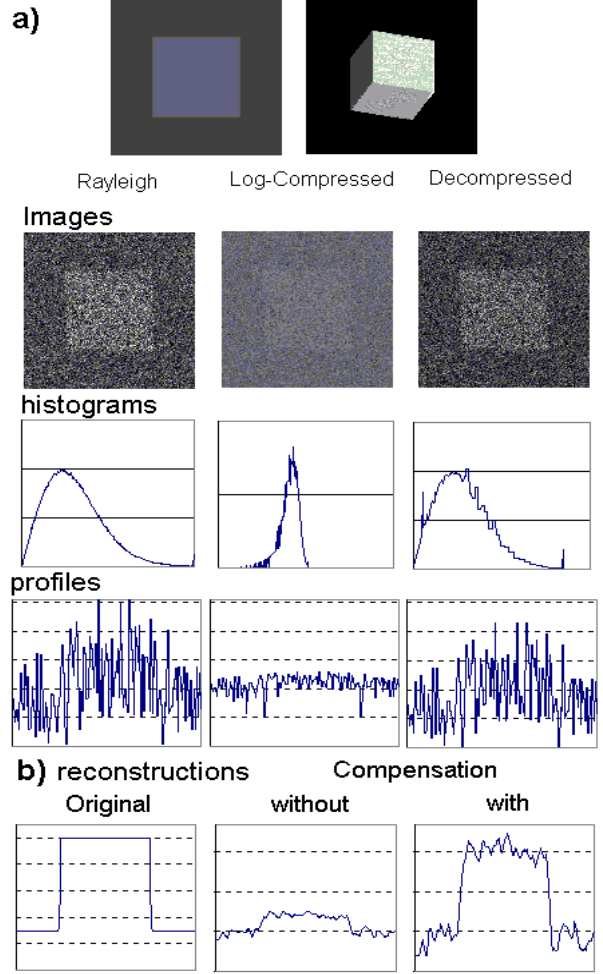 a)
Rayleigh Log-Compressed Decompressed
Images
histograms
profiles
b) reconstructions Compensation
Original without with